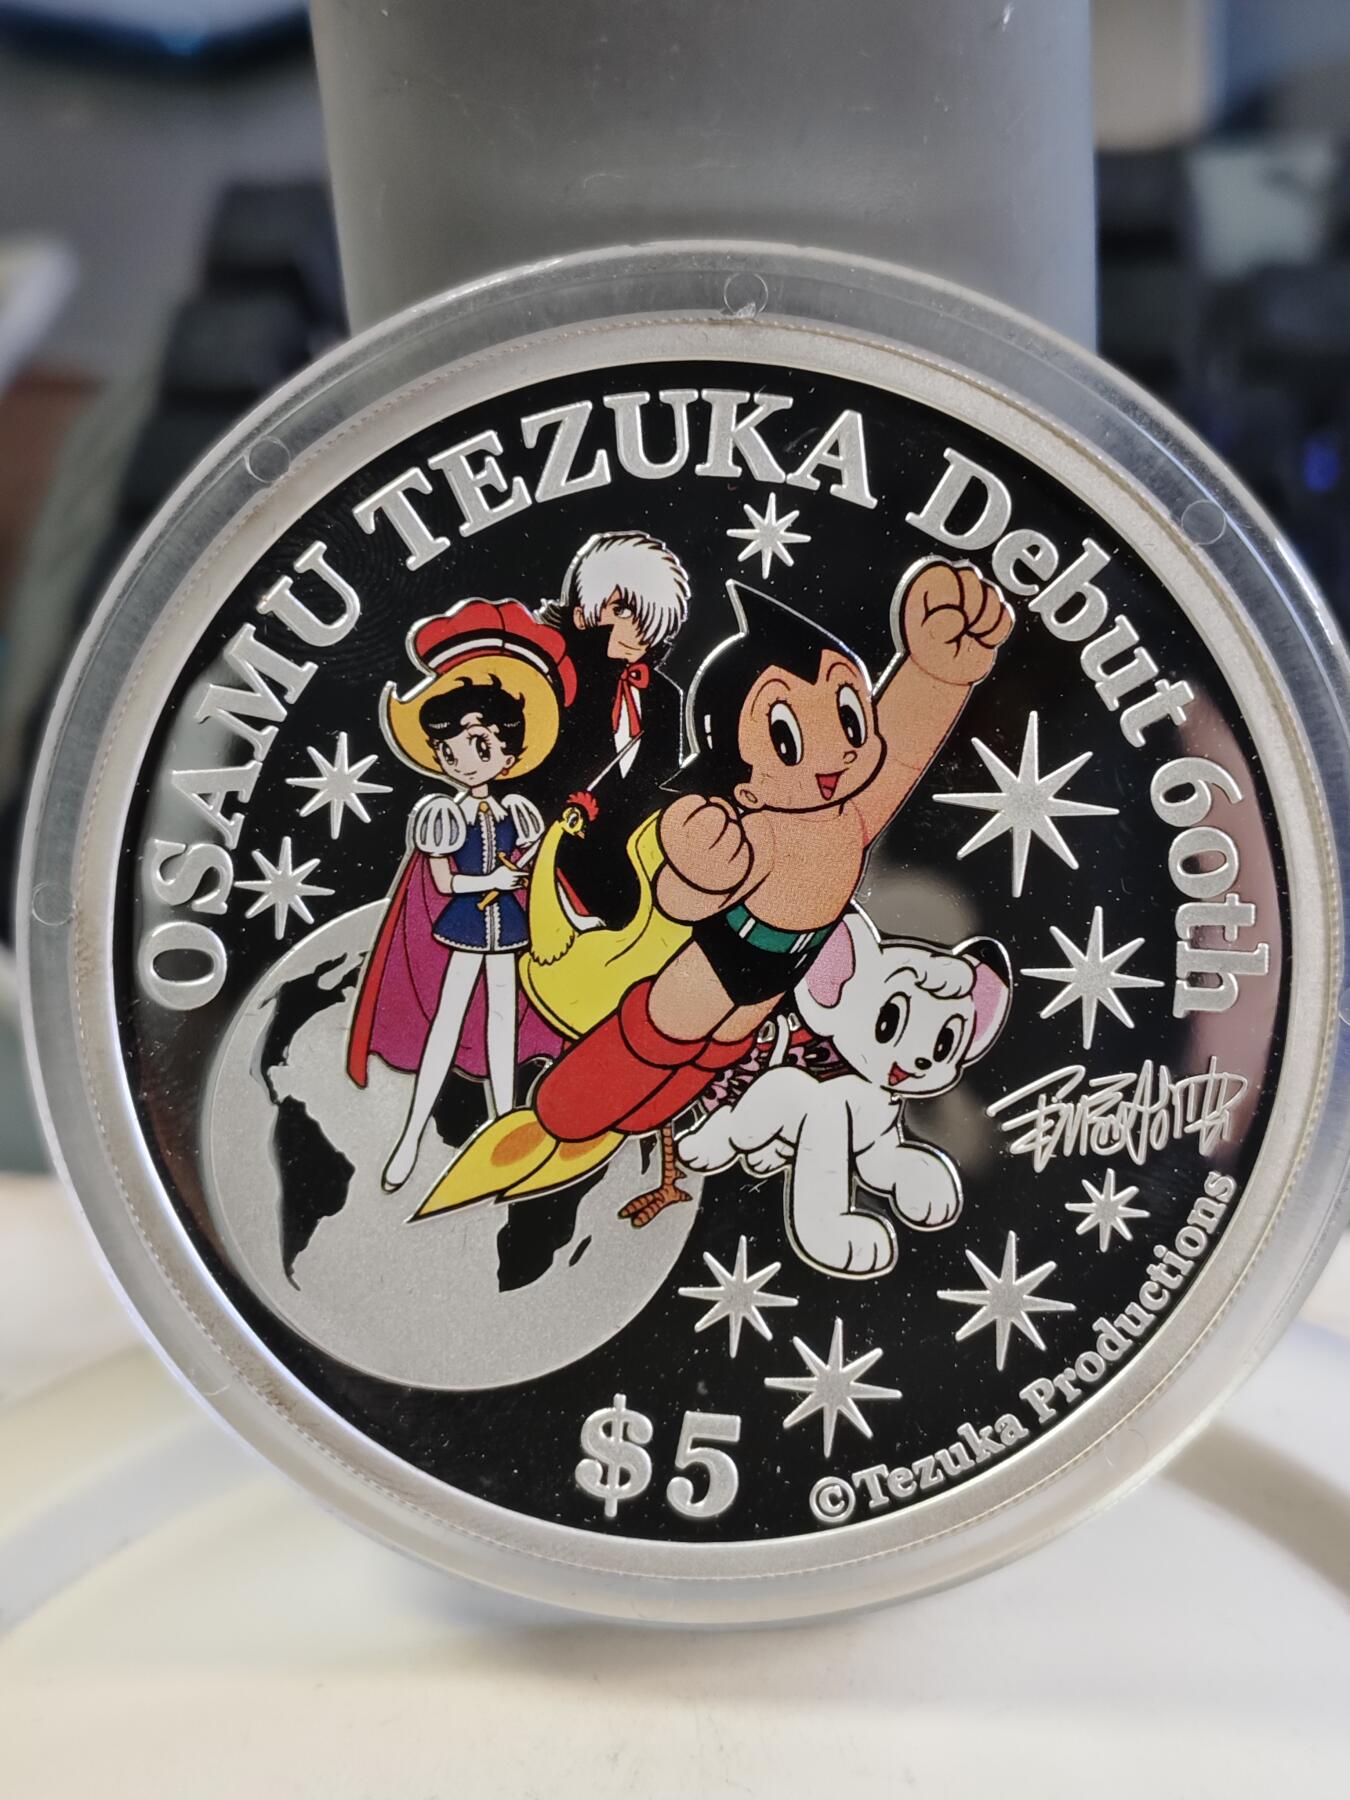 OSAMU TEZUKA Debut 60th
$5
©Tezuka Productions